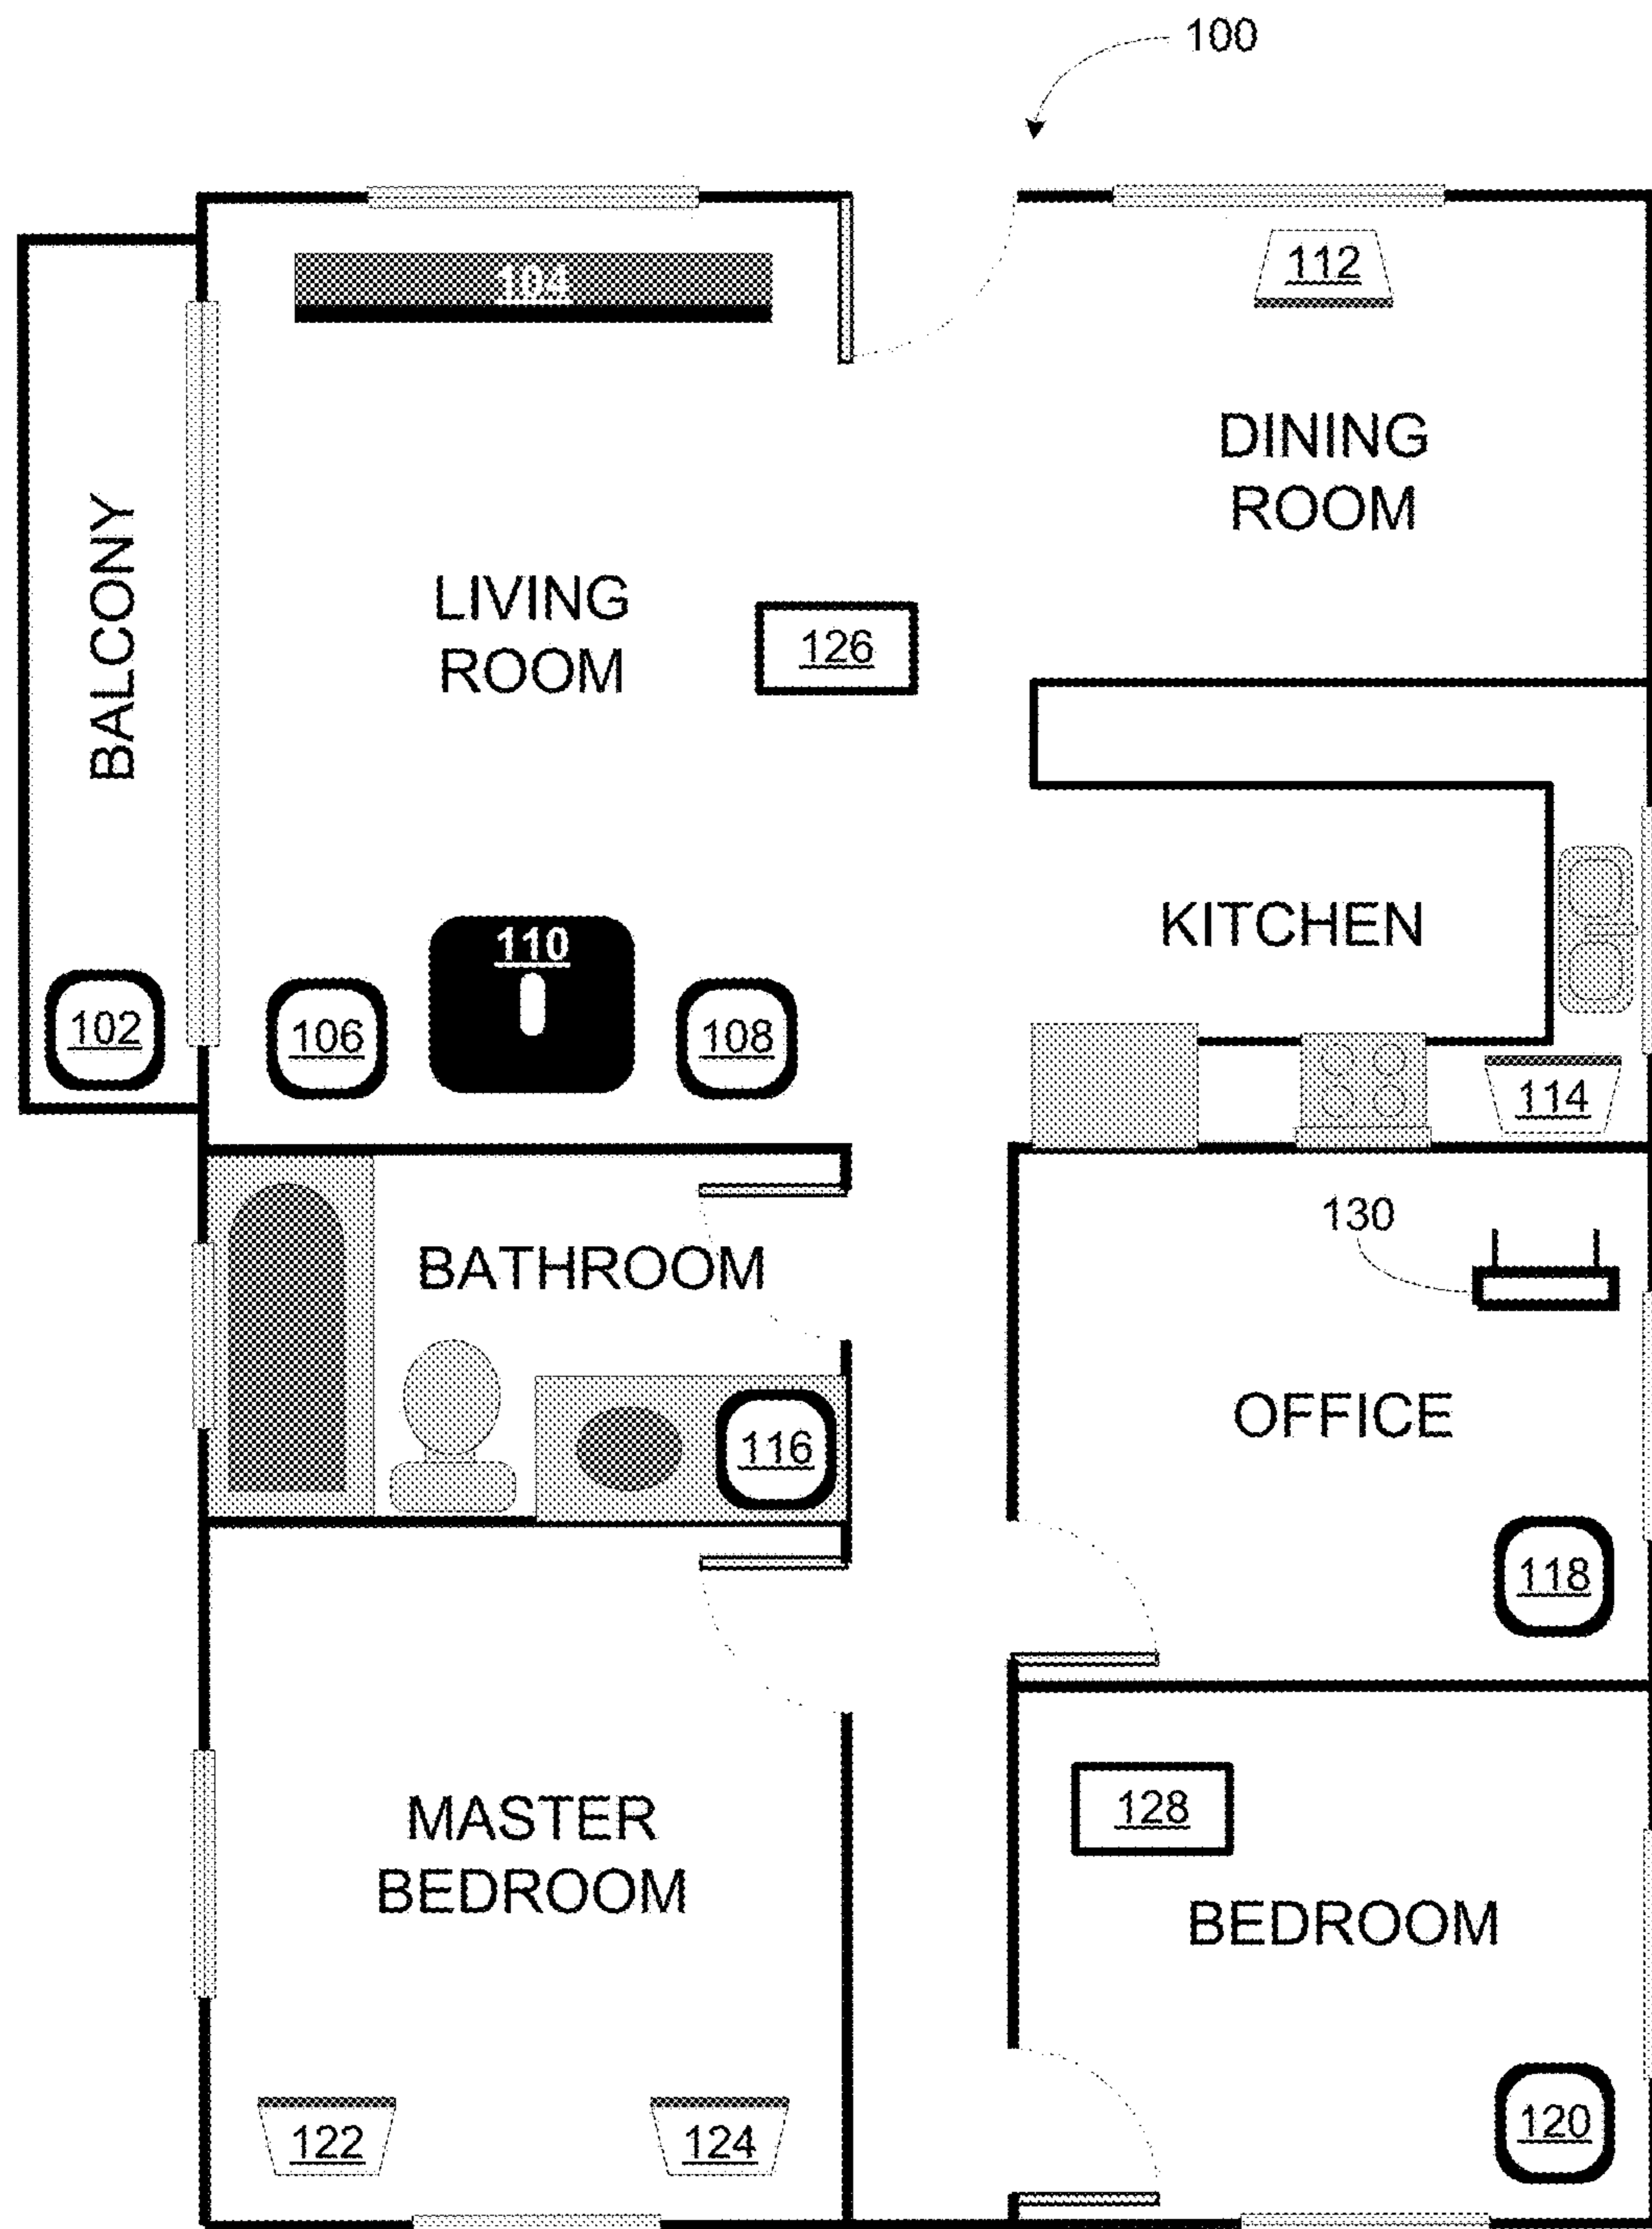 100
104
112
DINING
ROOM
BALCONY
LIVING
ROOM
126
110
KITCHEN
102
106
108
114
130
BATHROOM
OFFICE
116
118
128
MASTER
BEDROOM
BEDROOM
122
124
120